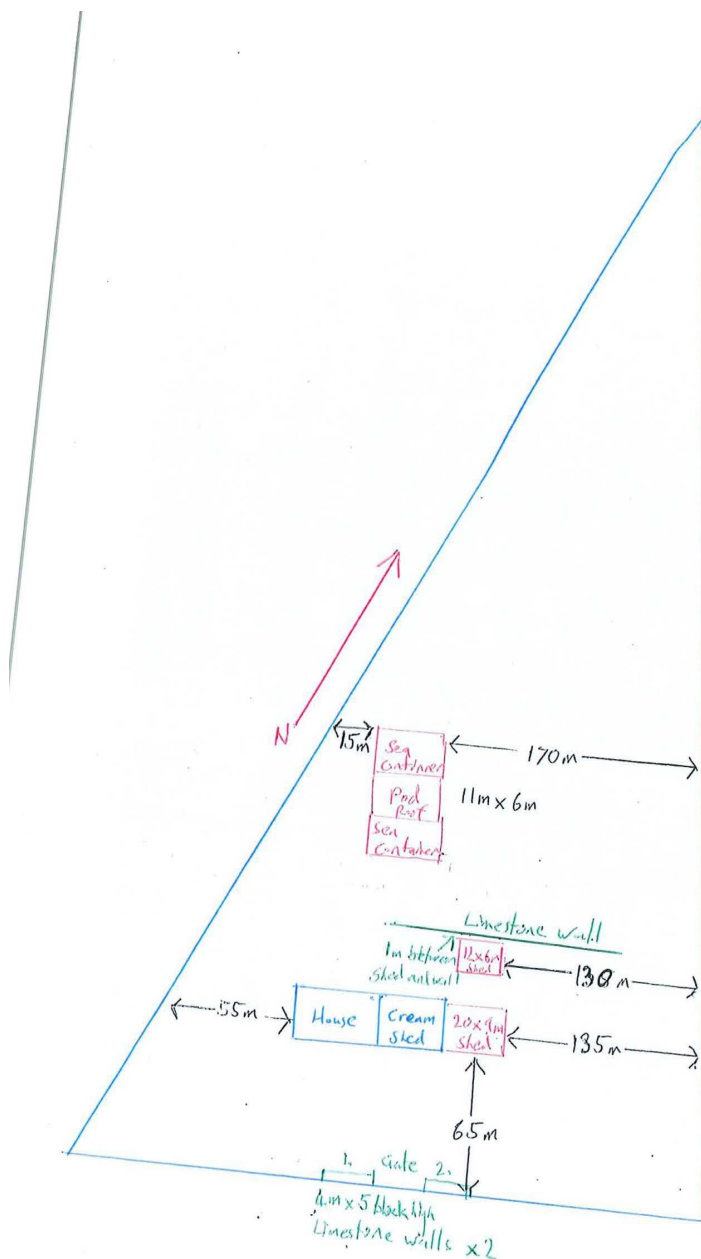 N
15m
Sea
Container
170m
Pod
Roof
11m x 6m
Sea
Container
Limestone wall
1m between
shed and wall
12x6m
shed
130m
55m
House
Cream
shed
20x9m
shed
135m
65m
1.
Gate
2.
4m x 5 block high
Limestone walls x2